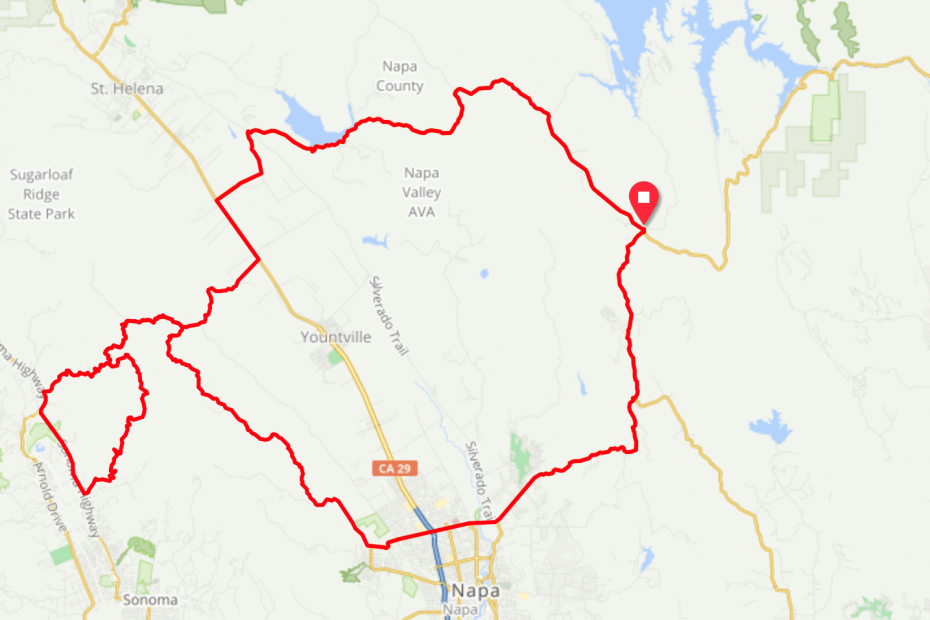 Napa
County
St. Helena
Sugarloaf
Ridge
State Park
Napa
Valley
AVA
Silverado Trail
Yountville
Highway
CA 29
Silverado Trail
Arnold Drive
Sonoma Highway
Napa
Napa
Sonoma